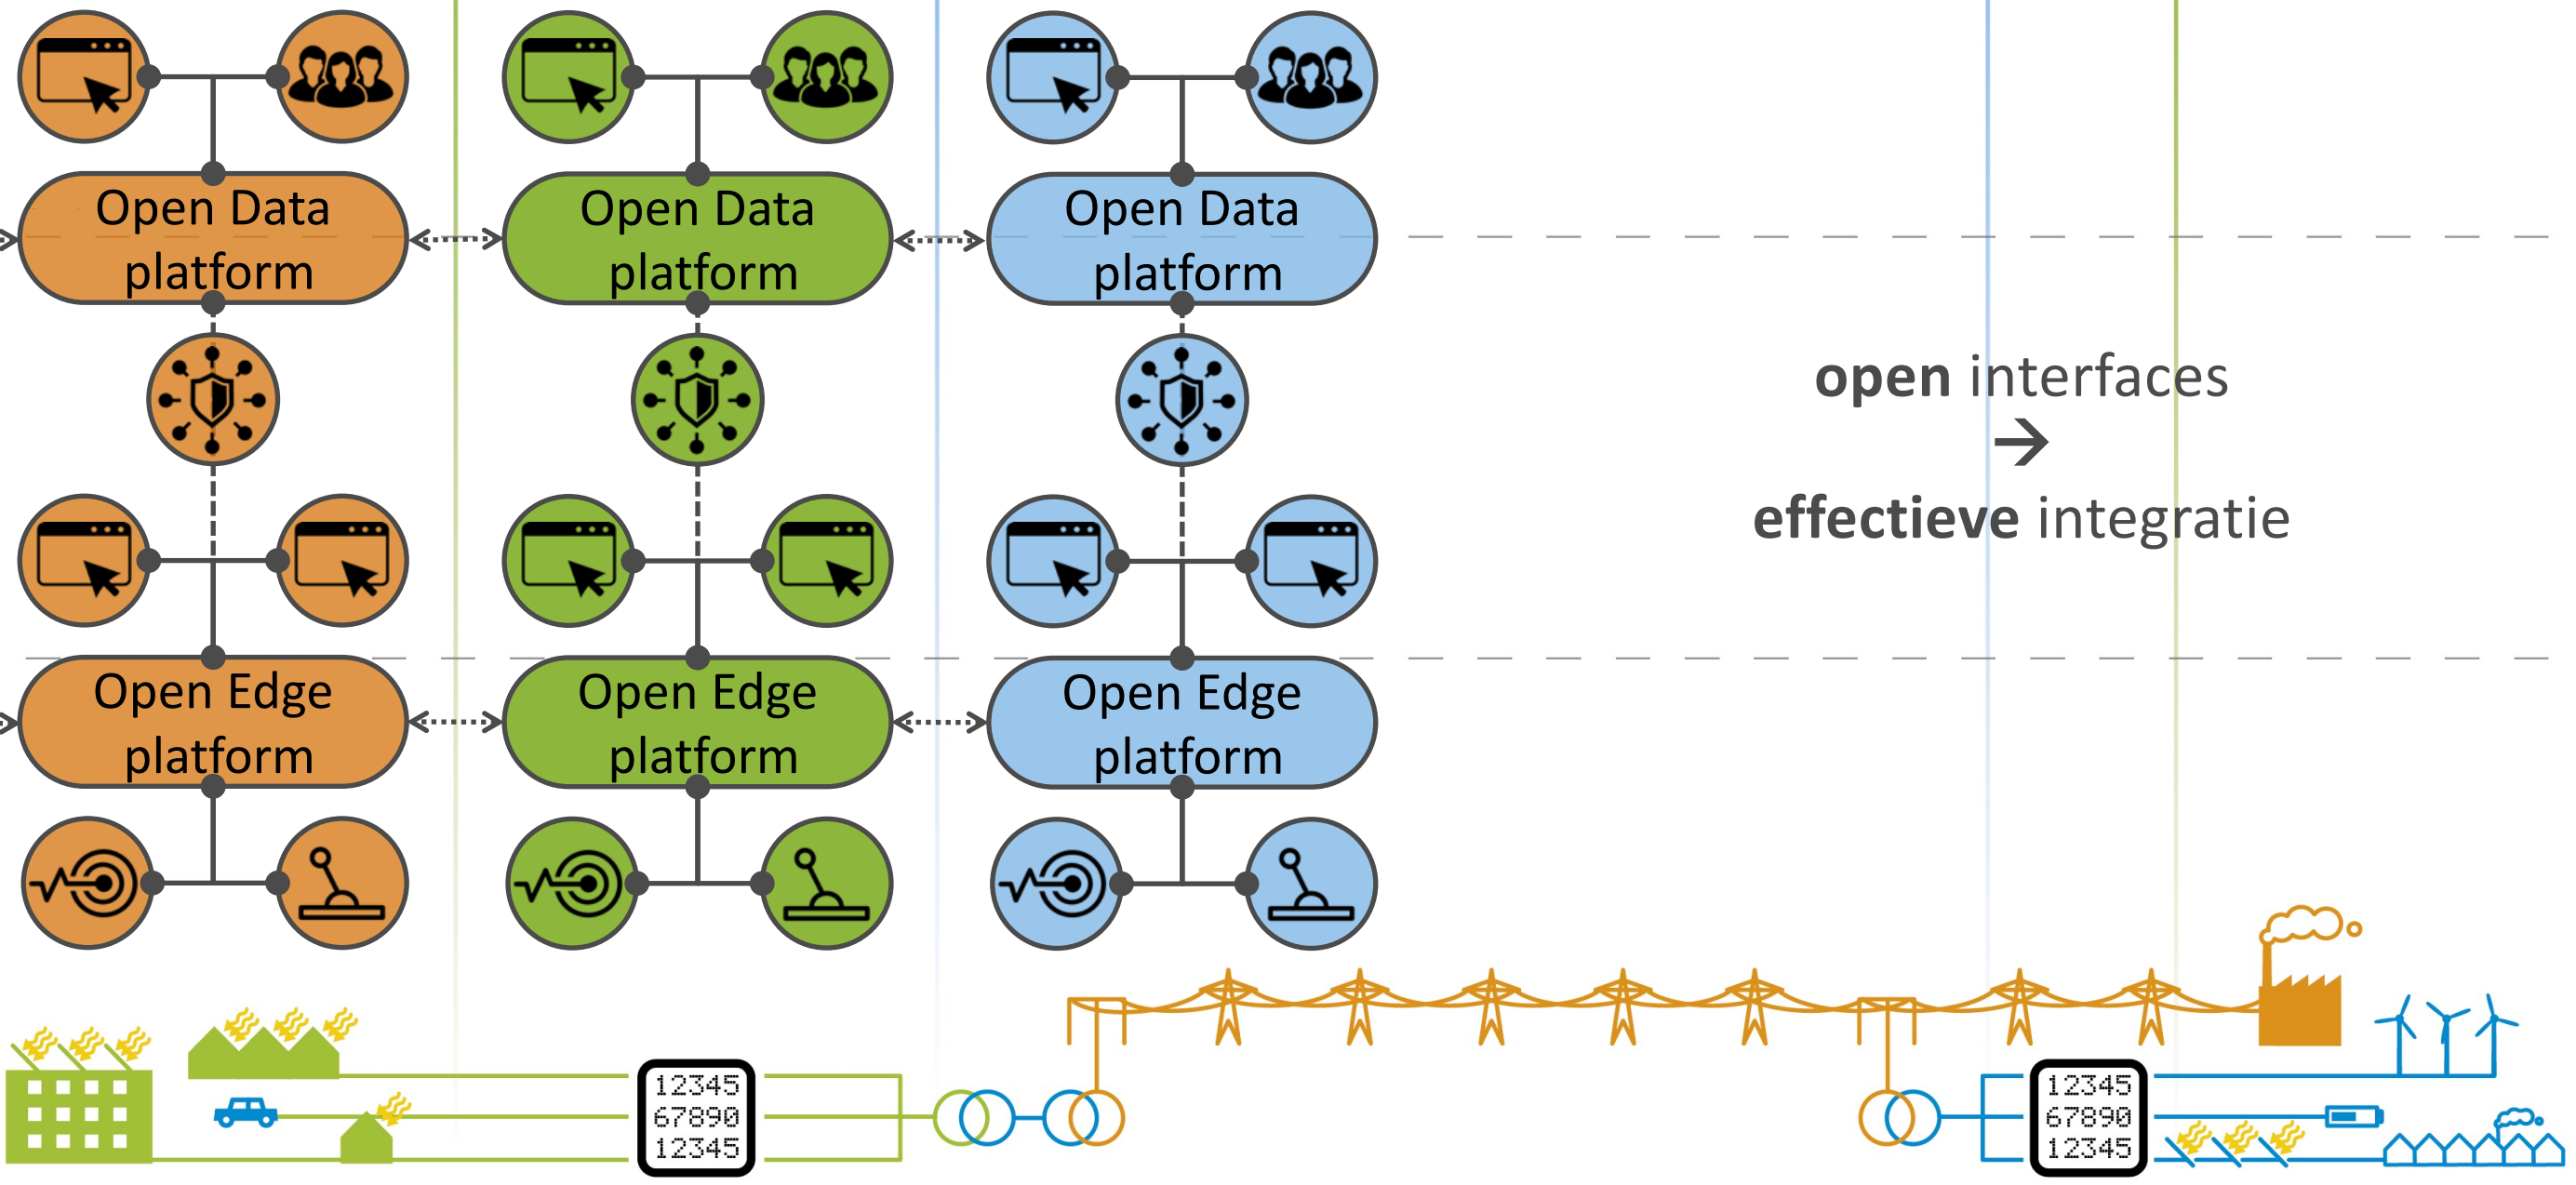 Open Data
platform
Open Data
platform
Open Data
platform
open interfaces
→
effectieve integratie
Open Edge
platform
Open Edge
platform
Open Edge
platform
12345
67890
12345
12345
67890
12345